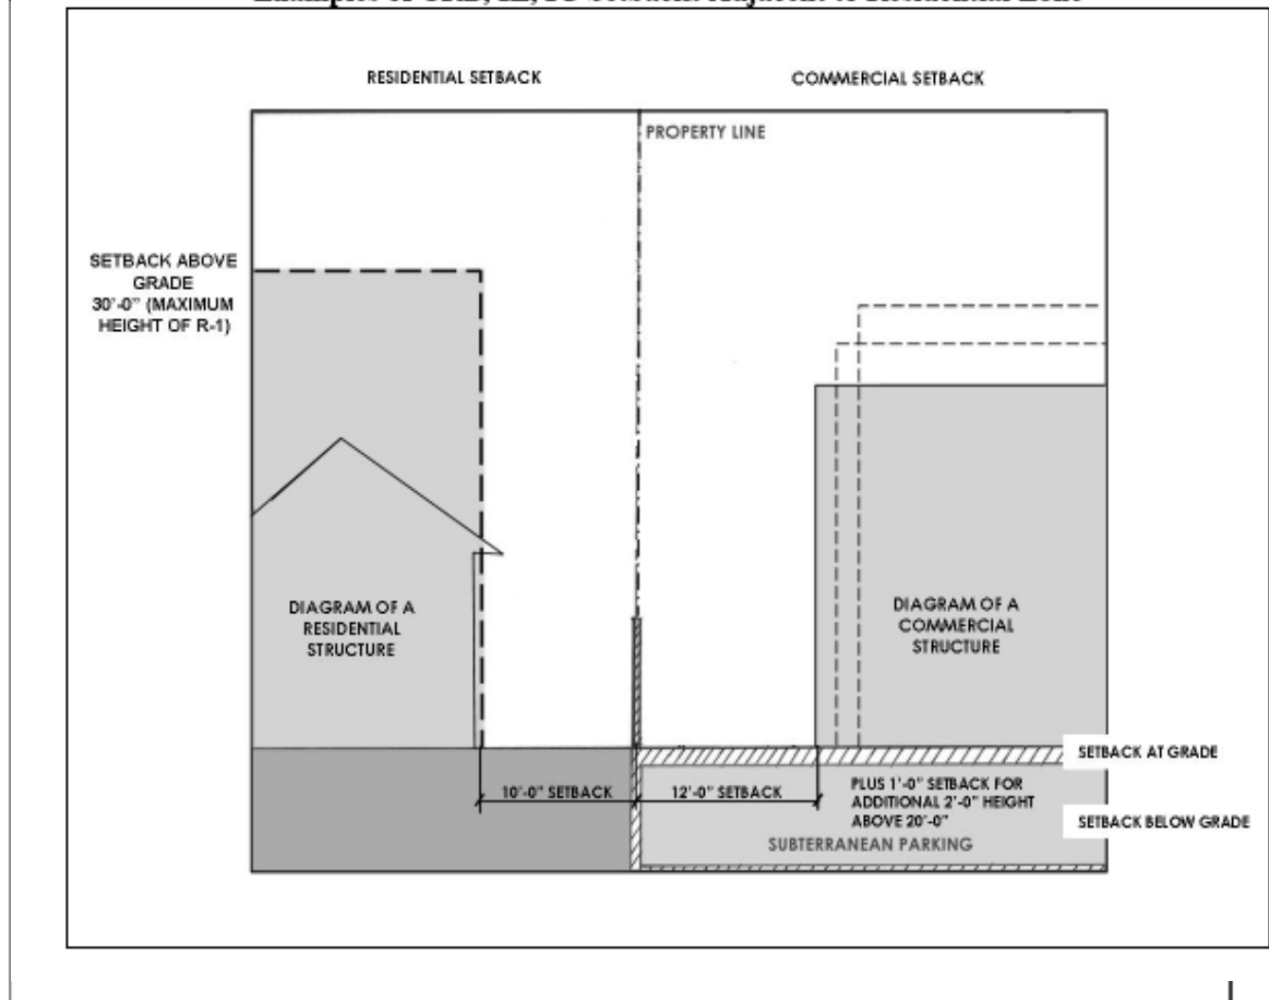 RESIDENTIAL SETBACK
COMMERCIAL SETBACK
PROPERTY LINE
SETBACK ABOVE
GRADE
30'-0" (MAXIMUM
HEIGHT OF R-1)
DIAGRAM OF A
RESIDENTIAL
STRUCTURE
DIAGRAM OF A
COMMERCIAL
STRUCTURE
SETBACK AT GRADE
10'-0" SETBACK
12'-0" SETBACK
PLUS 1'-0" SETBACK FOR
ADDITIONAL 2'-0" HEIGHT
ABOVE 20'-0"
SETBACK BELOW GRADE
SUBTERRANEAN PARKING